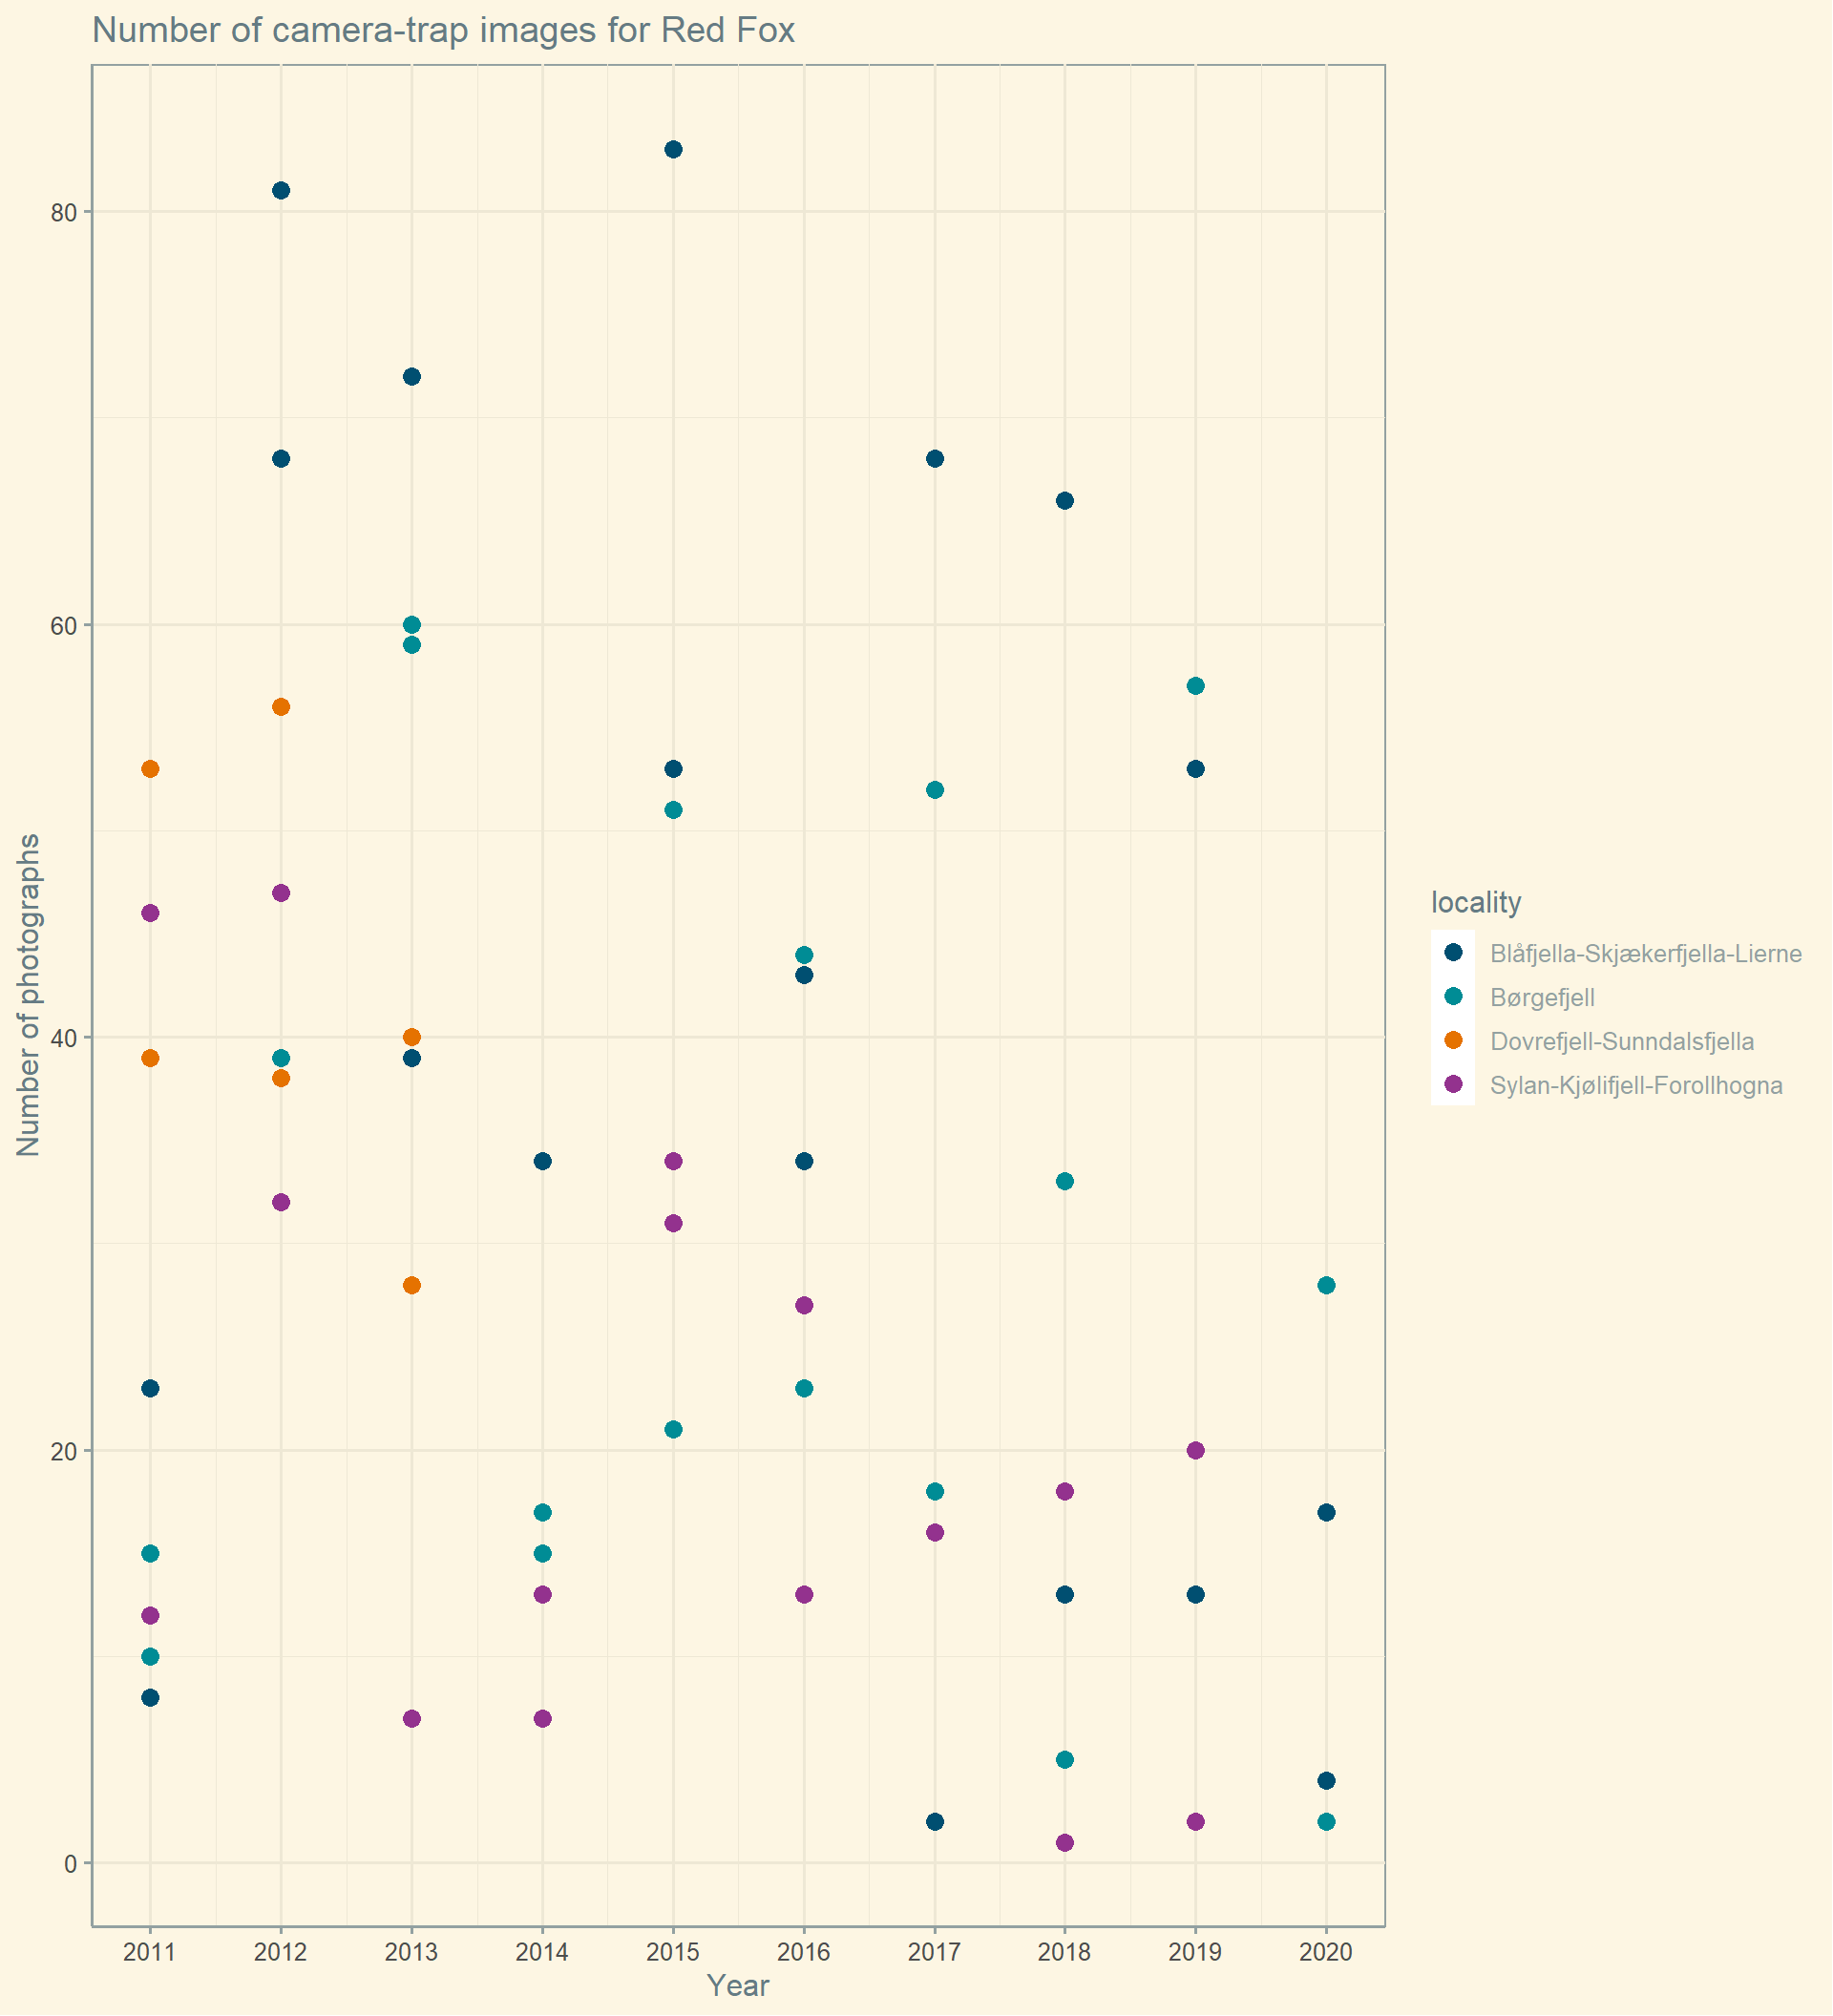 Number of camera-trap images for Red Fox
Number of photographs
80
60
40
20
0
2011 2012 2013 2014 2015 2016 2017 2018 2019 2020
Year
locality
Blåfjella-Skjækerfjella-Lierne
Børgefjell
Dovrefjell-Sunndalsfjella
Sylan-Kjølifjell-Forollhogna